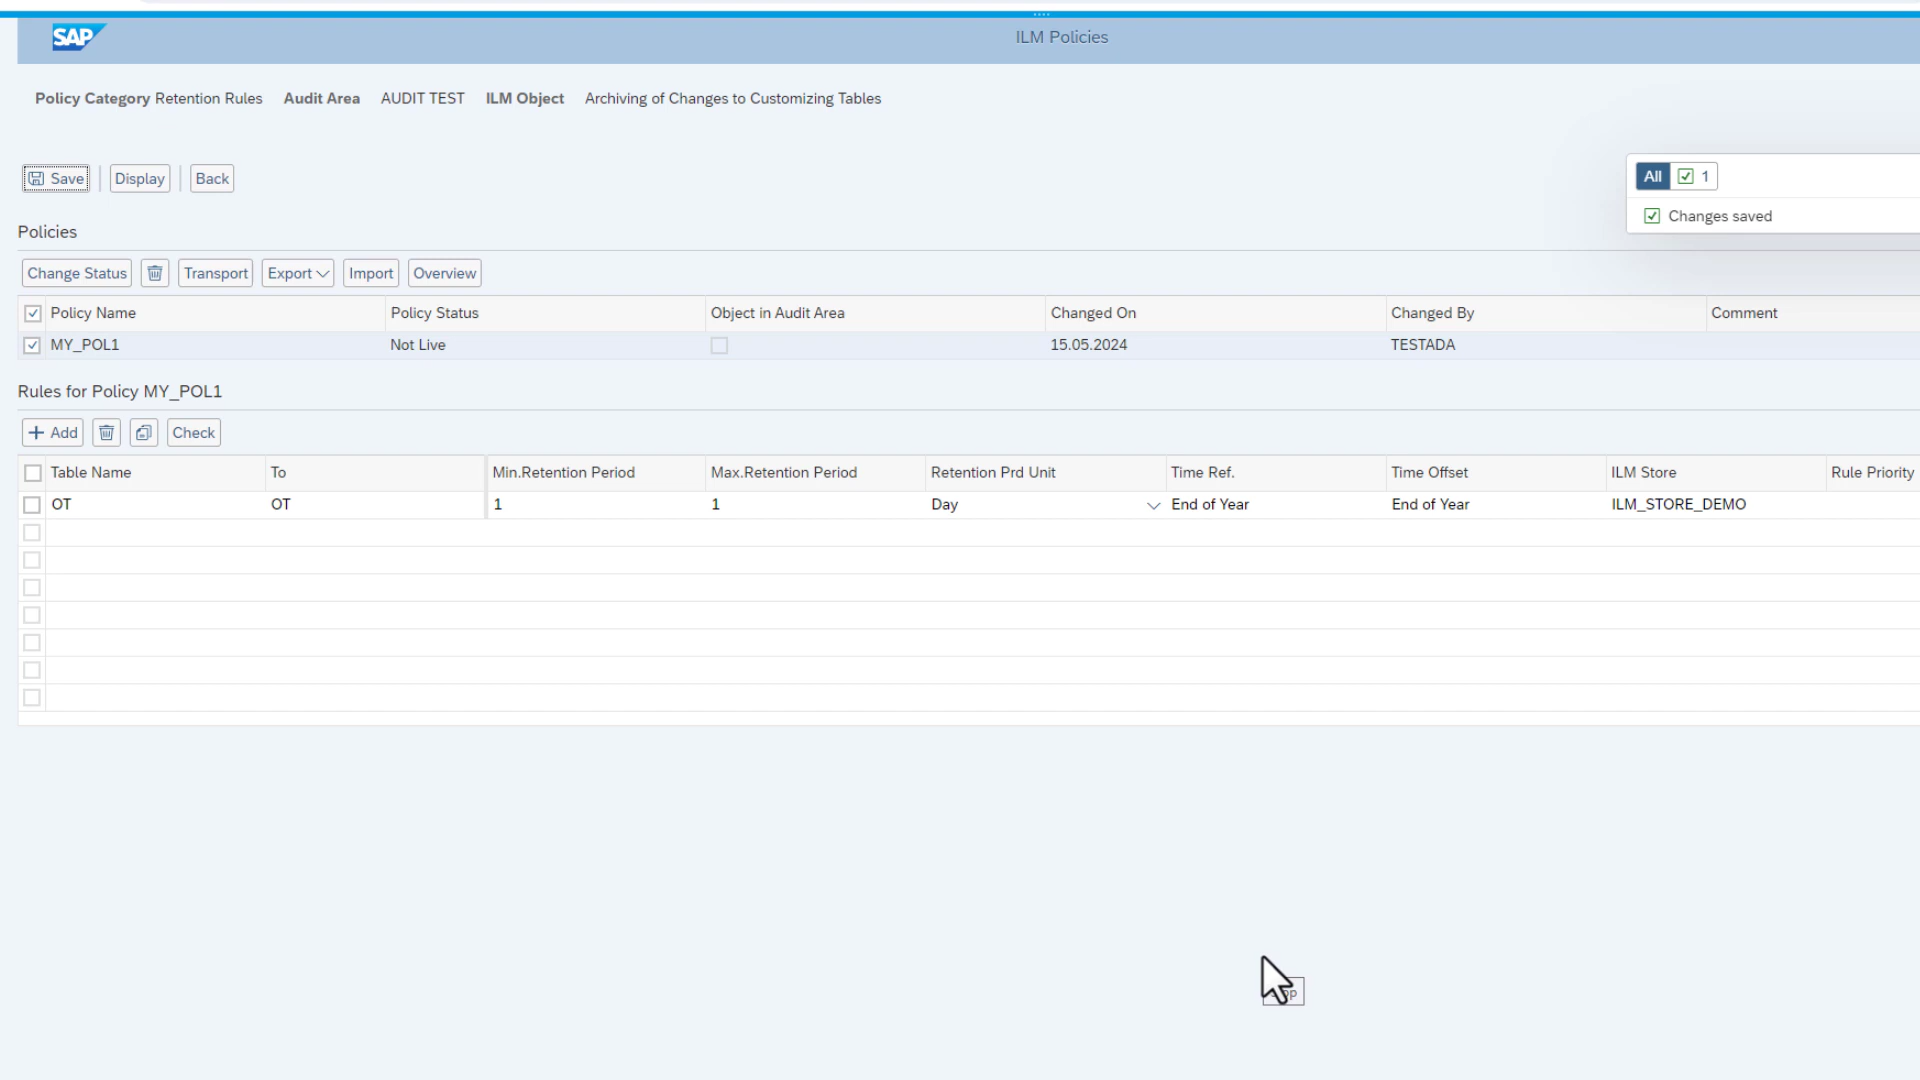 SAP
ILM Policies
Policy Category Retention Rules Audit Area AUDIT TEST ILM Object Archiving of Changes to Customizing Tables
Save Display Back
All 1
Changes saved
Policies
Change Status Transport Export Import Overview
Policy Name Policy Status Object in Audit Area Changed On Changed By Comment
MY_POL1 Not Live 15.05.2024 TESTADA
Rules for Policy MY_POL1
Add Check
Table Name To Min.Retention Period Max.Retention Period Retention Prd Unit Time Ref. Time Offset ILM Store Rule Priority
OT OT 1 1 Day End of Year End of Year ILM_STORE_DEMO